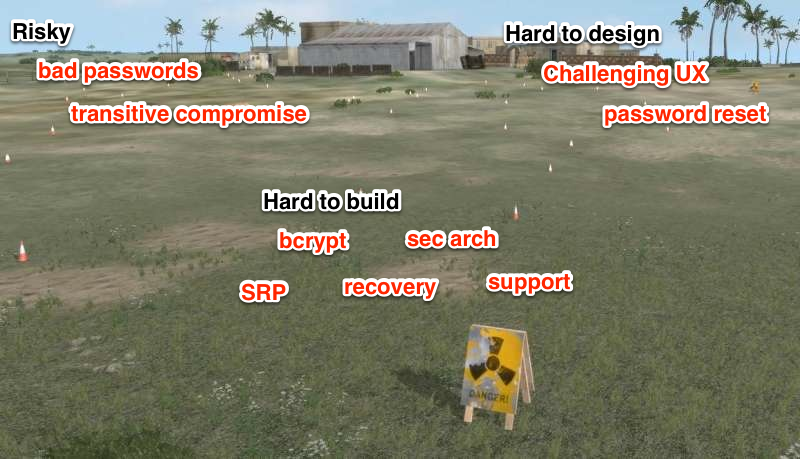 Risky
Hard to design
bad passwords
Challenging UX
transitive compromise
password reset
Hard to build
bcrypt
sec arch
SRP
recovery
support
DANGER!